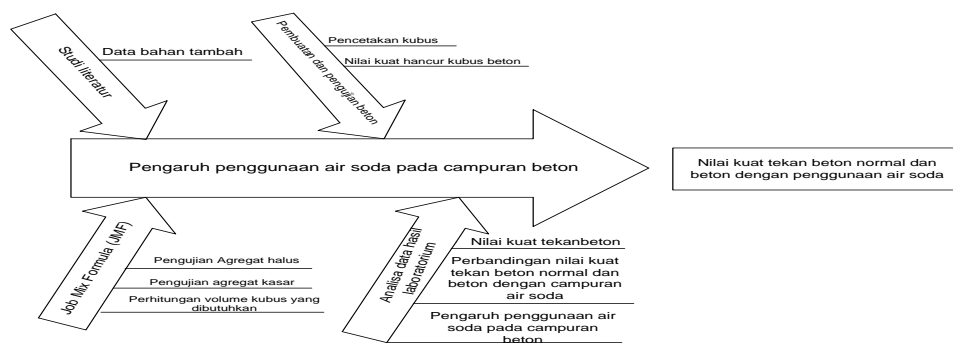 Studi literatur
Data bahan tambah
Pembuatan dan pengujian beton
Pencetakan kubus
Nilai kuat hancur kubus beton
Pengaruh penggunaan air soda pada campuran beton
Nilai kuat tekan beton normal dan
beton dengan penggunaan air soda
Job Mix Formula (JMF)
Pengujian Agregat halus
Pengujian agregat kasar
Perhitungan volume kubus yang
dibutuhkan
Analisa data hasil
laboratorium
Nilai kuat tekanbeton
Perbandingan nilai kuat
tekan beton normal dan
beton dengan campuran
air soda
Pengaruh penggunaan air
soda pada campuran
beton